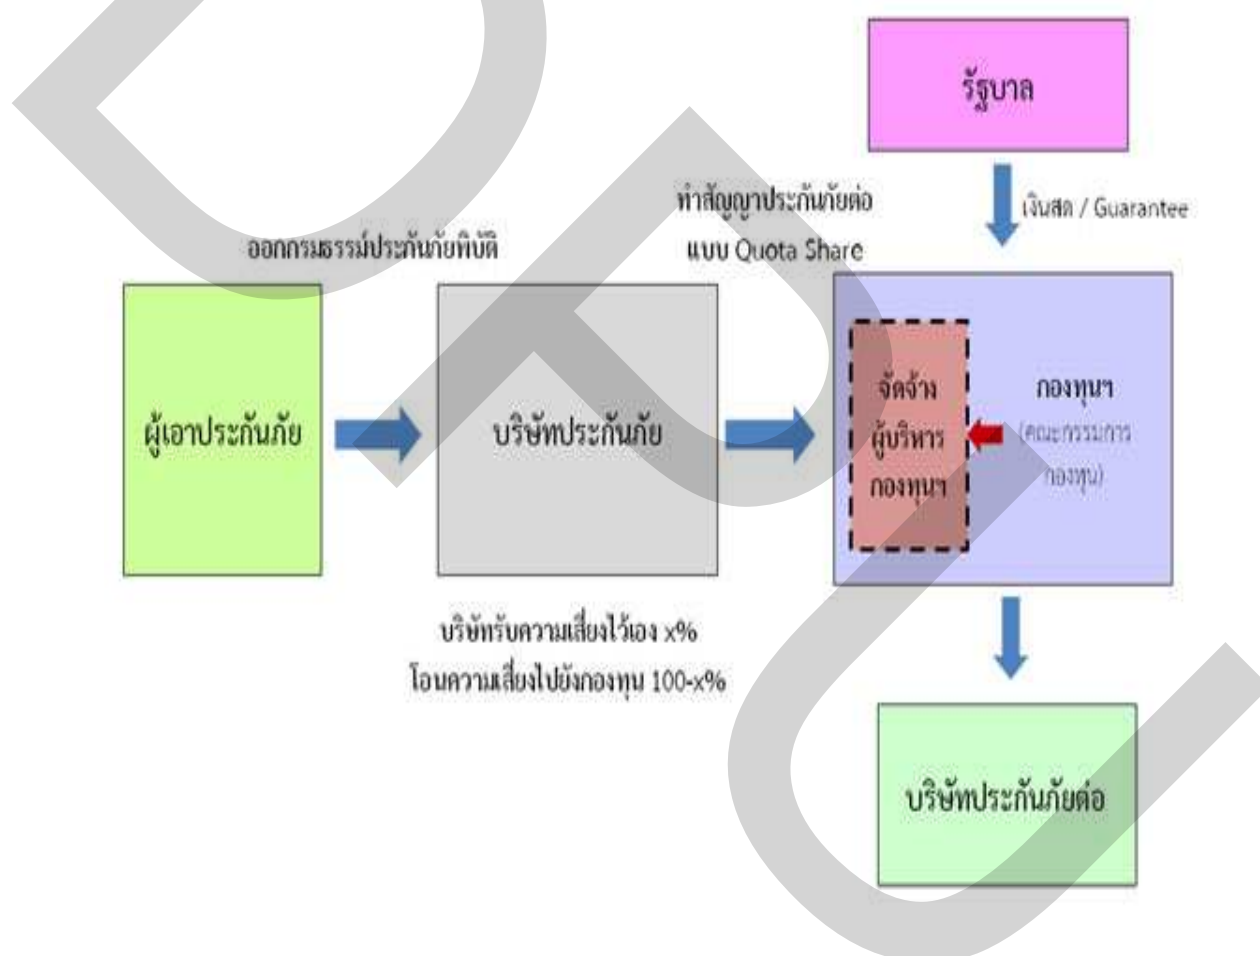 รัฐบาล
ทำสัญญาประกันภัยต่อ
แบบ Quota Share
เงินสด / Guarantee
ออกกรมธรรม์ประกันภัยพิบัติ
ผู้เอาประกันภัย
บริษัทประกันภัย
จัดจ้าง
ผู้บริหาร
กองทุนฯ
กองทุนฯ
(คณะกรรมการ
กองทุน)
บริษัทรับความเสี่ยงไว้เอง x%
โอนความเสี่ยงไปยังกองทุน 100-x%
บริษัทประกันภัยต่อ
DPU